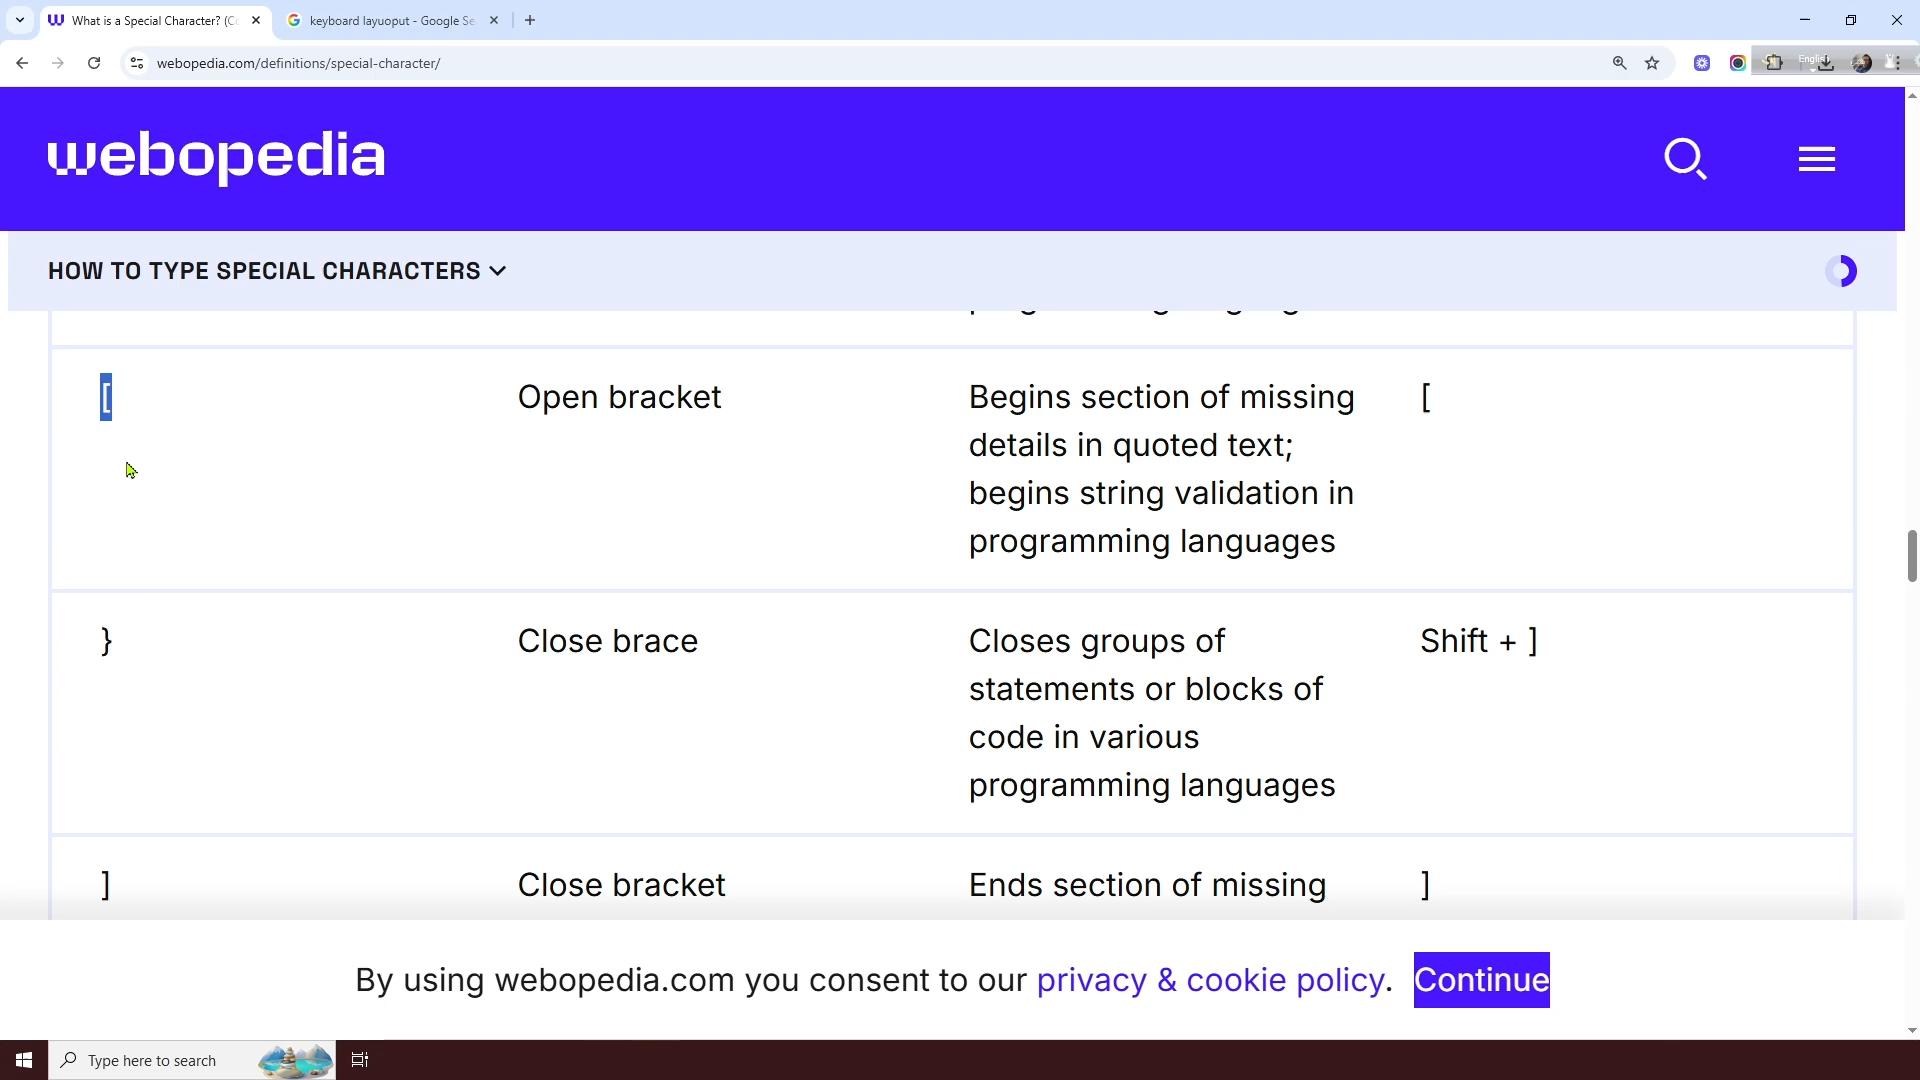 What is a Special Character? (Co
keyboard layuoput - Google Se
webopedia.com/definitions/special-character/
English
webopedia
HOW TO TYPE SPECIAL CHARACTERS
[ Open bracket Begins section of missing [
details in quoted text;
begins string validation in
programming languages
} Close brace Closes groups of Shift + ]
statements or blocks of
code in various
programming languages
] Close bracket Ends section of missing ]
By using webopedia.com you consent to our privacy & cookie policy. Continue
Type here to search